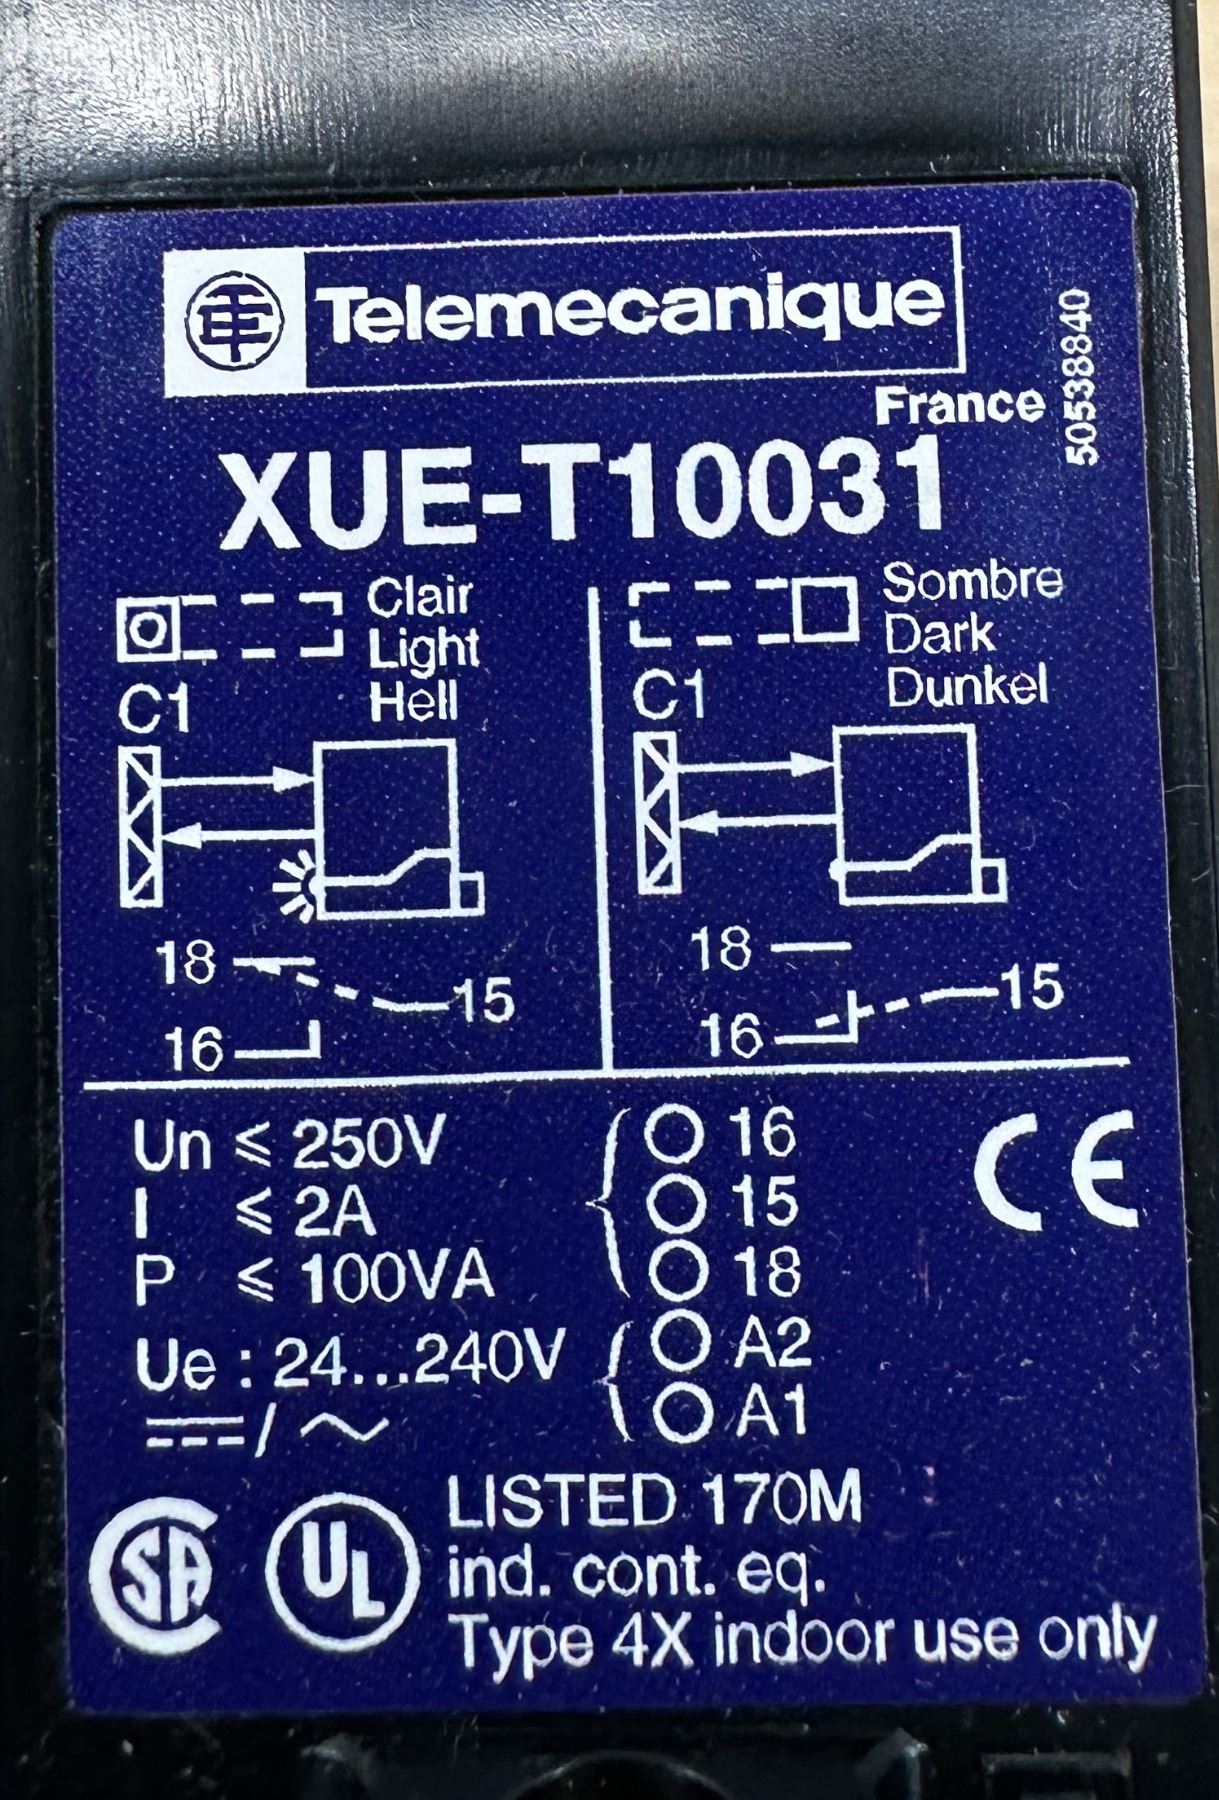 Telemecanique
France
50538840
XUE-T10031
Clair
Light
Hell
C1
18
15
16
Sombre
Dark
Dunkel
C1
18
15
16
Un ≤ 250V
I ≤ 2A
P ≤ 100VA
Ue : 24...240V
⎓ / ~
16
15
18
A2
A1
CE
SA
UL
LISTED 170M
ind. cont. eq.
Type 4X indoor use only